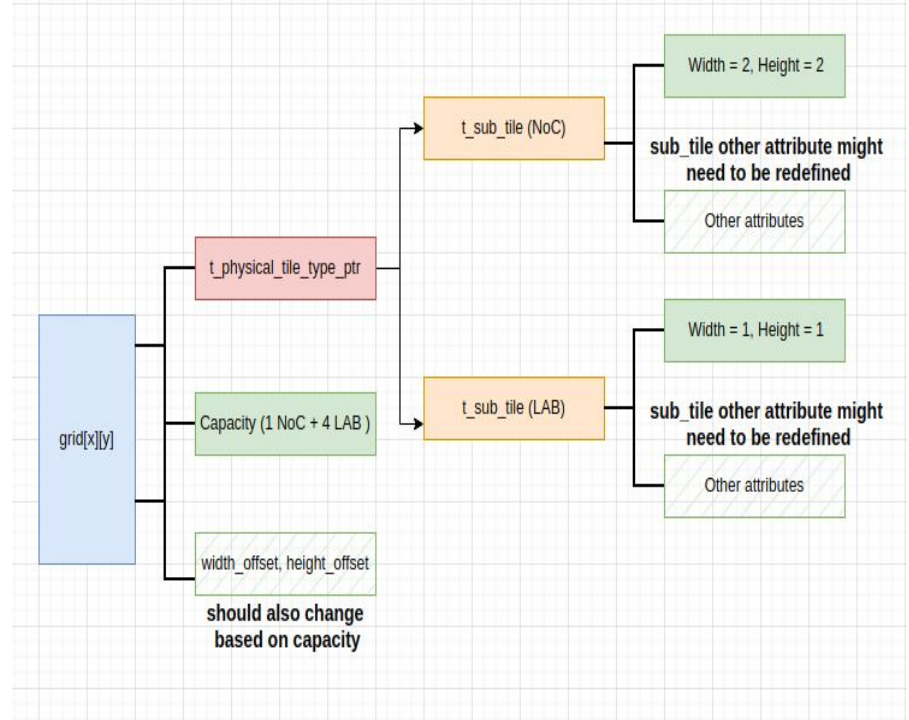 grid[x][y]
t_physical_tile_type_ptr
Capacity (1 NoC + 4 LAB )
width_offset, height_offset
should also change
based on capacity
t_sub_tile (NoC)
Width = 2, Height = 2
sub_tile other attribute might
need to be redefined
Other attributes
t_sub_tile (LAB)
Width = 1, Height = 1
sub_tile other attribute might
need to be redefined
Other attributes